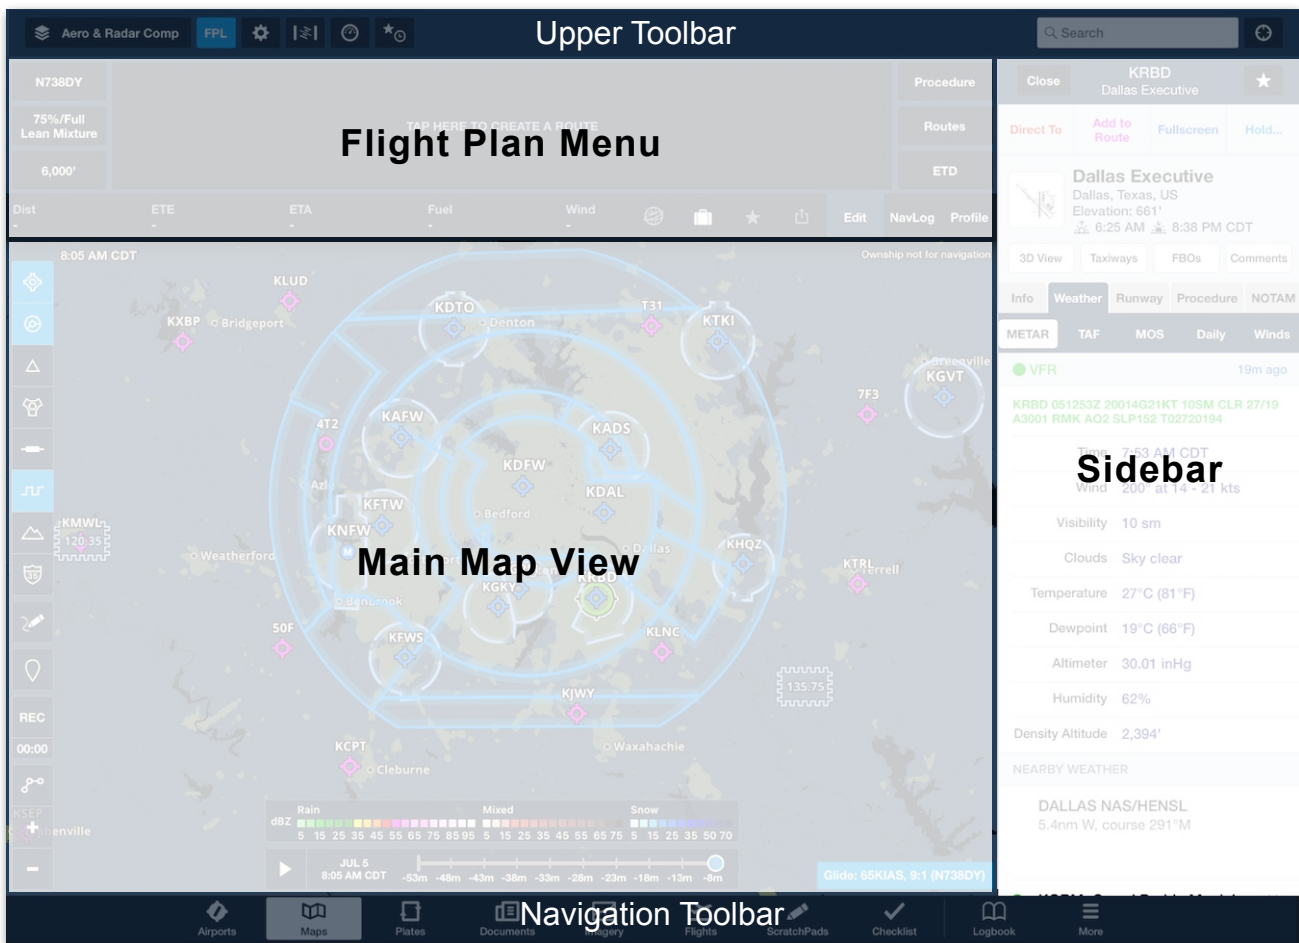 Aero & Radar Comp
FPL
Upper Toolbar
Search
N738DY
75%/Full
Lean Mixture
6,000'
TAP HERE TO CREATE A ROUTE
Flight Plan Menu
Procedure
Routes
ETD
Dist
-
ETE
-
ETA
-
Fuel
-
Wind
-
Edit
NavLog
Profile
Close
KRBD
Dallas Executive
Direct To
Add to
Route
Fullscreen
Hold...
Dallas Executive
Dallas, Texas, US
Elevation: 661'
6:25 AM 8:38 PM CDT
3D View
Taxiways
FBOs
Comments
Info
Weather
Runway
Procedure
NOTAM
METAR
TAF
MOS
Daily
Winds
VFR
19m ago
KRBD 051253Z 20014G21KT 10SM CLR 27/19
A3001 RMK AO2 SLP152 T02720194
Time 7:53 AM CDT
Sidebar
Wind 200° at 14 - 21 kts
Visibility 10 sm
Clouds Sky clear
Temperature 27°C (81°F)
Dewpoint 19°C (66°F)
Altimeter 30.01 inHg
Humidity 62%
Density Altitude 2,394'
NEARBY WEATHER
DALLAS NAS/HENSL
5.4nm W, course 291°M
8:05 AM CDT
Ownship not for navigation
KLUD
KXBP
Bridgeport
KDTO
Denton
T31
KTKI
Greenville
KGVT
7F3
4T2
KAFW
KADS
KDFW
Azle
KDAL
KFTW
Bedford
KMWL
120.35
KNFW
M
Weatherford
Dallas
KHQZ
Main Map View
KTRL
Terrell
KRBD
KGKY
Benbrook
35
50F
KFWS
KLNC
135.75
KJWY
REC
00:00
KCPT
Cleburne
Waxahachie
KSEP
henville
+
-
Rain
Mixed
Snow
dBZ
5 15 25 35 45 55 65 75 85 95
5 15 25 35 45 55 65 75
5 15 25 35 50 70
JUL 5
8:05 AM CDT
-53m -48m -43m -38m -33m -28m -23m -18m -13m -8m
Glide: 65KIAS, 9:1 (N738DY)
Navigation Toolbar
Airports
Maps
Plates
Documents
Imagery
Flights
ScratchPads
Checklist
Logbook
More